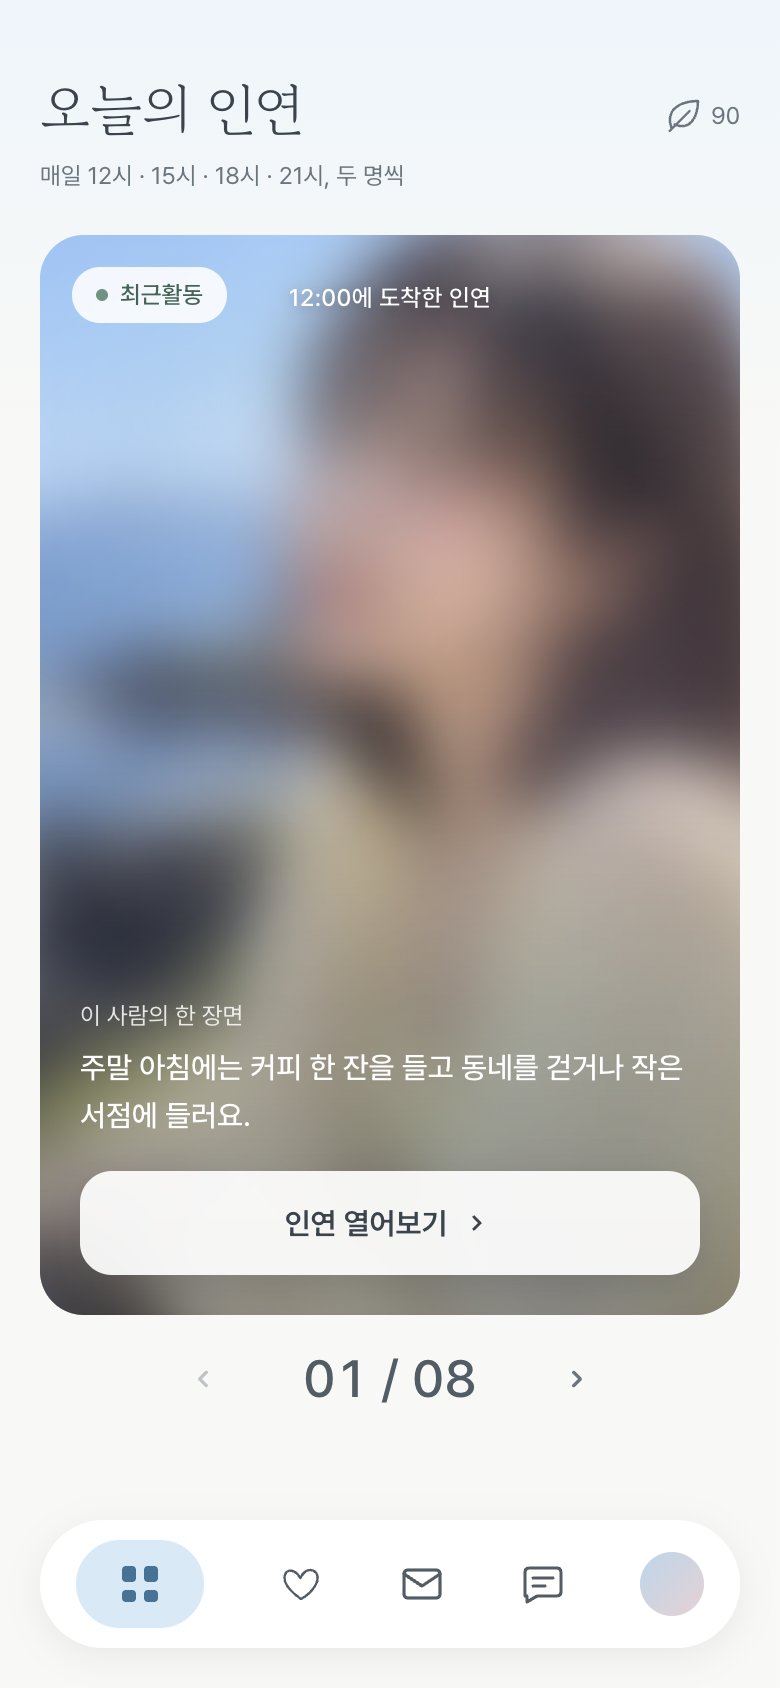 오늘의 인연
90
매일 12시 · 15시 · 18시 · 21시, 두 명씩
최근활동
12:00에 도착한 인연
이 사람의 한 장면
주말 아침에는 커피 한 잔을 들고 동네를 걷거나 작은
서점에 들러요.
인연 열어보기
01 / 08